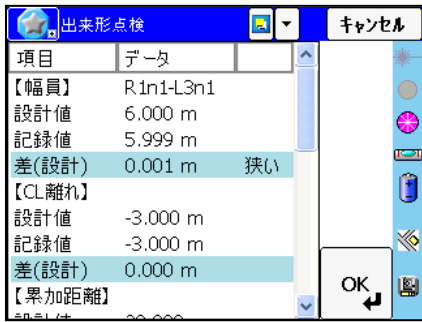 出来形点検
キャンセル
項目 データ
【幅員】 R1n1-L3n1
設計値 6.000 m
記録値 5.999 m
差(設計) 0.001 m 狭い
【CL離れ】
設計値 -3.000 m
記録値 -3.000 m
差(設計) 0.000 m
【累加距離】
OK